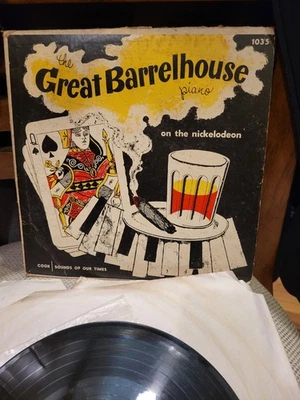 1035
the
Great Barrelhouse
piano
on the nickelodeon
Q
COOK | SOUNDS OF OUR TIMES